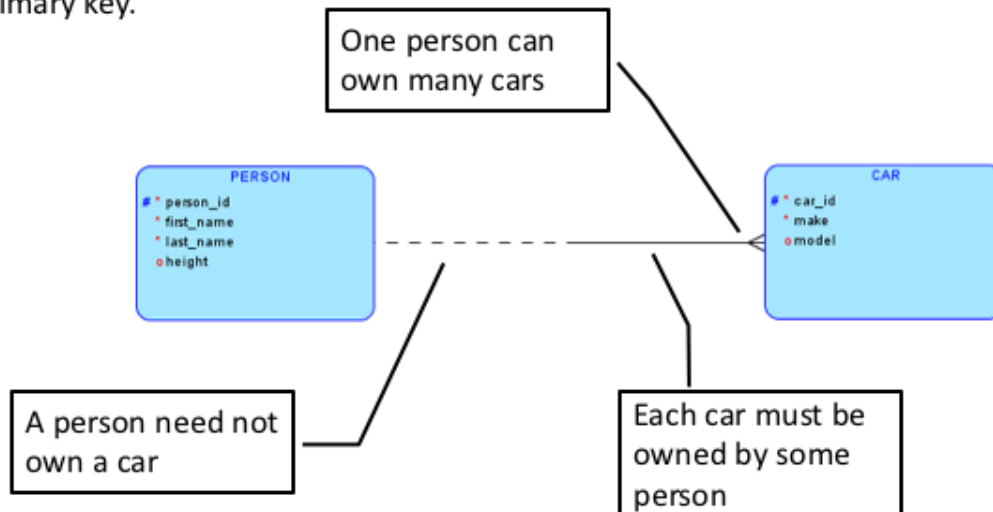 primary key.
One person can
own many cars
PERSON
# * person_id
* first_name
* last_name
o height
CAR
# * car_id
* make
o model
A person need not
own a car
Each car must be
owned by some
person